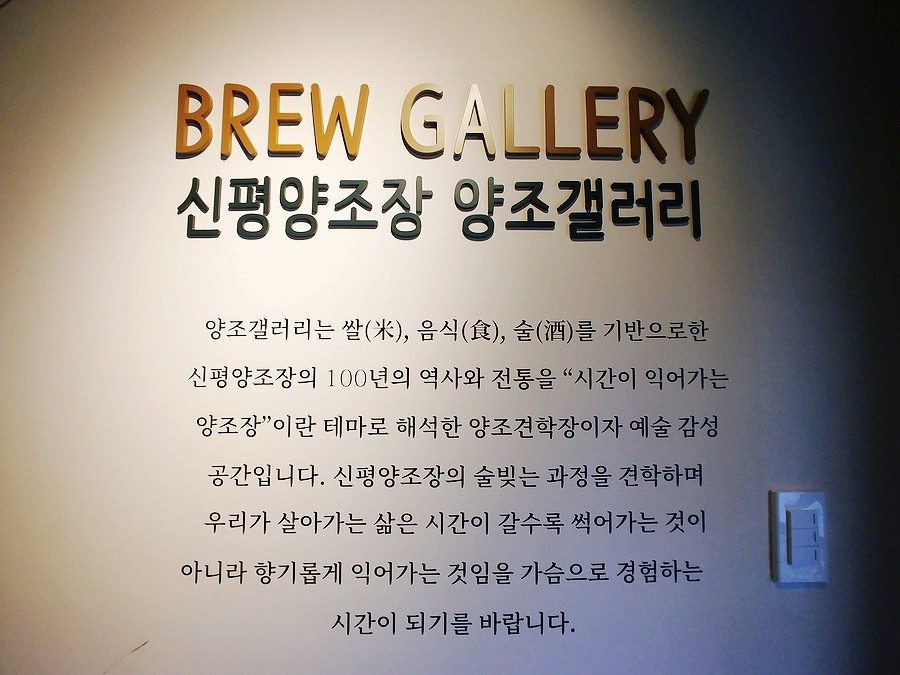 BREW GALLERY
신평양조장 양조갤러리
양조갤러리는 쌀(米), 음식(食), 술(酒)를 기반으로한
신평양조장의 100년의 역사와 전통을 “시간이 익어가는
양조장”이란 테마로 해석한 양조견학장이자 예술 감성
공간입니다. 신평양조장의 술빚는 과정을 견학하며
우리가 살아가는 삶은 시간이 갈수록 썩어가는 것이
아니라 향기롭게 익어가는 것임을 가슴으로 경험하는
시간이 되기를 바랍니다.